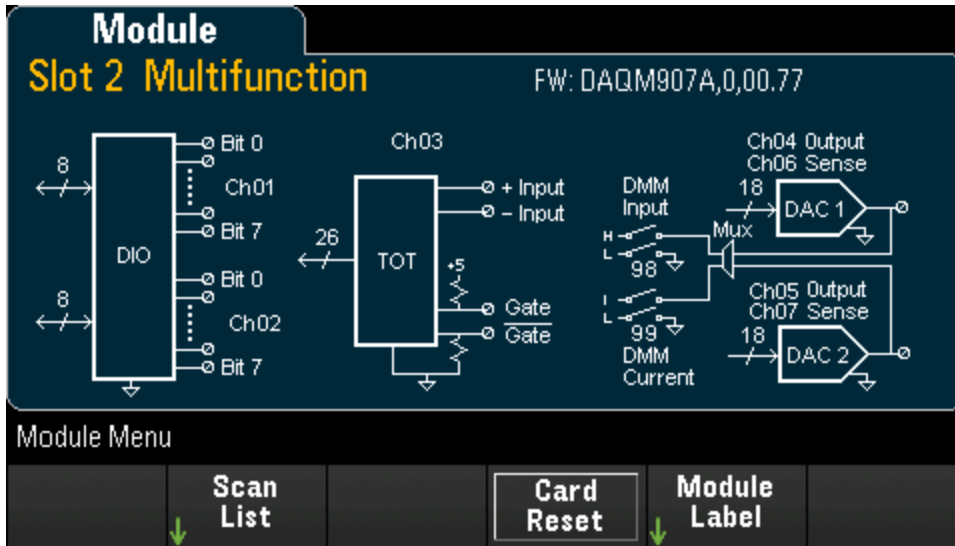 Module
Slot 2 Multifunction
FW: DAQM907A,0,00.77
8
DIO
Bit 0
Ch01
Bit 7
8
Bit 0
Ch02
Bit 7
Ch03
26
TOT
+ Input
– Input
+5
Gate
Gate
DMM
Input
H
L
98
I
L
99
DMM
Current
Mux
Ch04 Output
Ch06 Sense
18
DAC 1
Ch05 Output
Ch07 Sense
18
DAC 2
Module Menu
Scan
List
Card
Reset
Module
Label